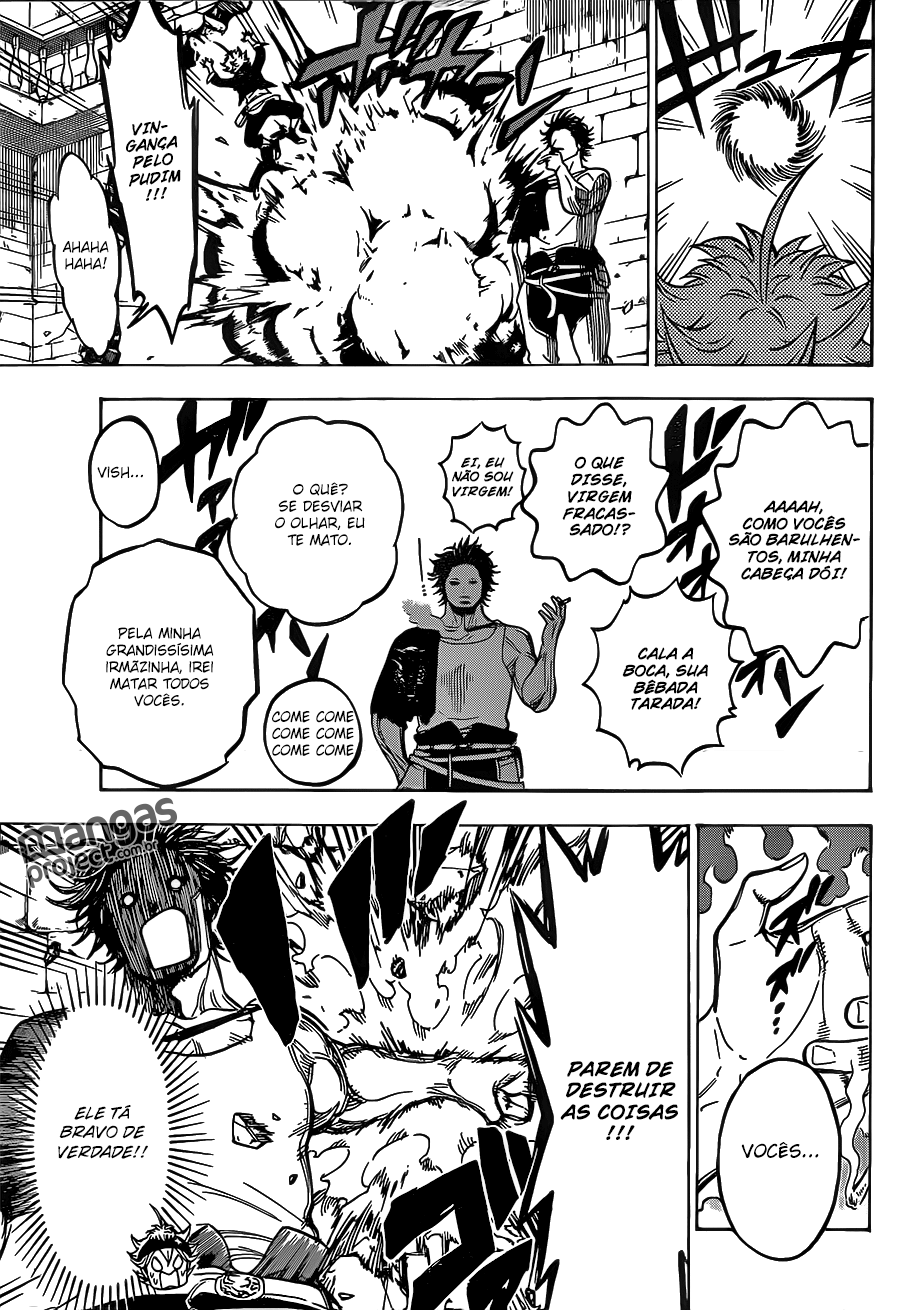 VIN-
GANÇA
PELO
PUDIM
!!!
AHAHA
HAHA!
AAAAH,
COMO VOCÊS
SÃO BARULHEN-
TOS, MINHA
CABEÇA DÓI!
O QUE
DISSE,
VIRGEM
FRACAS-
SADO!?
CALA A
BOCA, SUA
BÊBADA
TARADA!
EI, EU
NÃO SOU
VIRGEM!
O QUÊ?
SE DESVIAR
O OLHAR, EU
TE MATO.
COME COME
COME COME
COME COME
VISH...
PELA MINHA
GRANDISSÍSIMA
IRMÃZINHA, IREI
MATAR TODOS
VOCÊS.
VOCÊS...
PAREM DE
DESTRUIR
AS COISAS
!!!
ELE TÁ
BRAVO DE
VERDADE!!
mangas
project.com.br